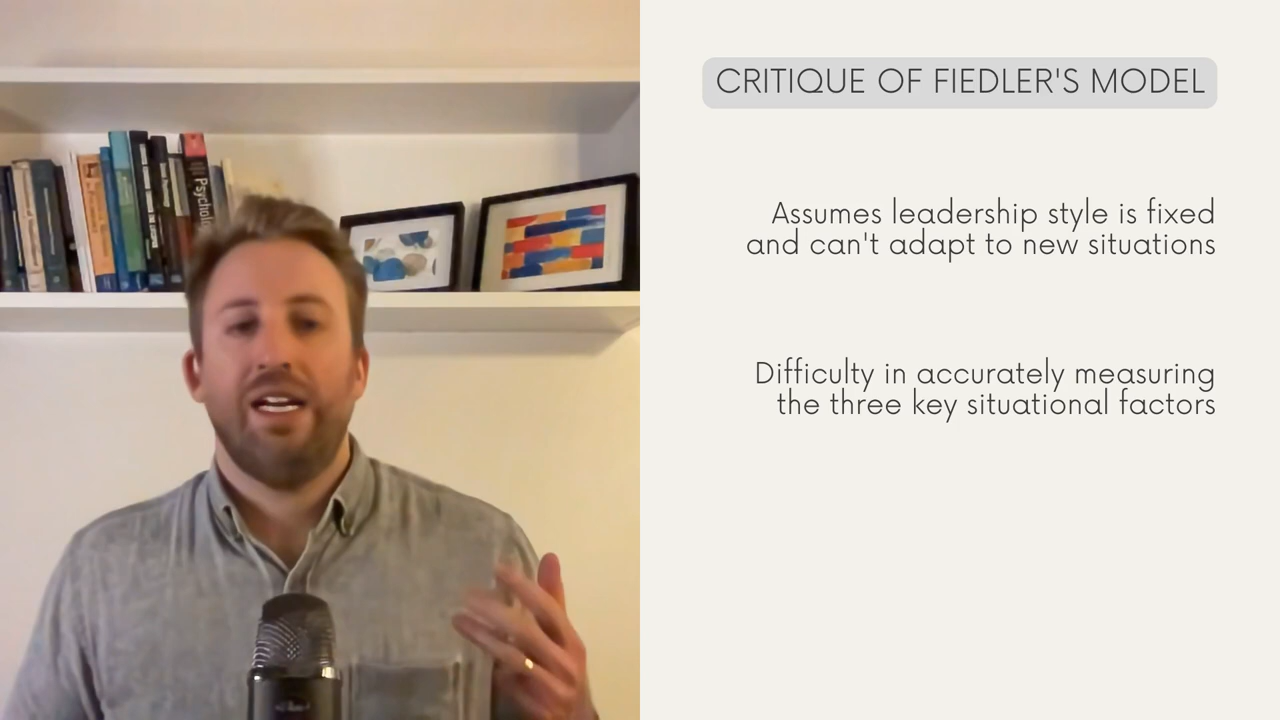 Psycholo
CRITIQUE OF FIEDLER'S MODEL
Assumes leadership style is fixed
and can't adapt to new situations
Difficulty in accurately measuring
the three key situational factors